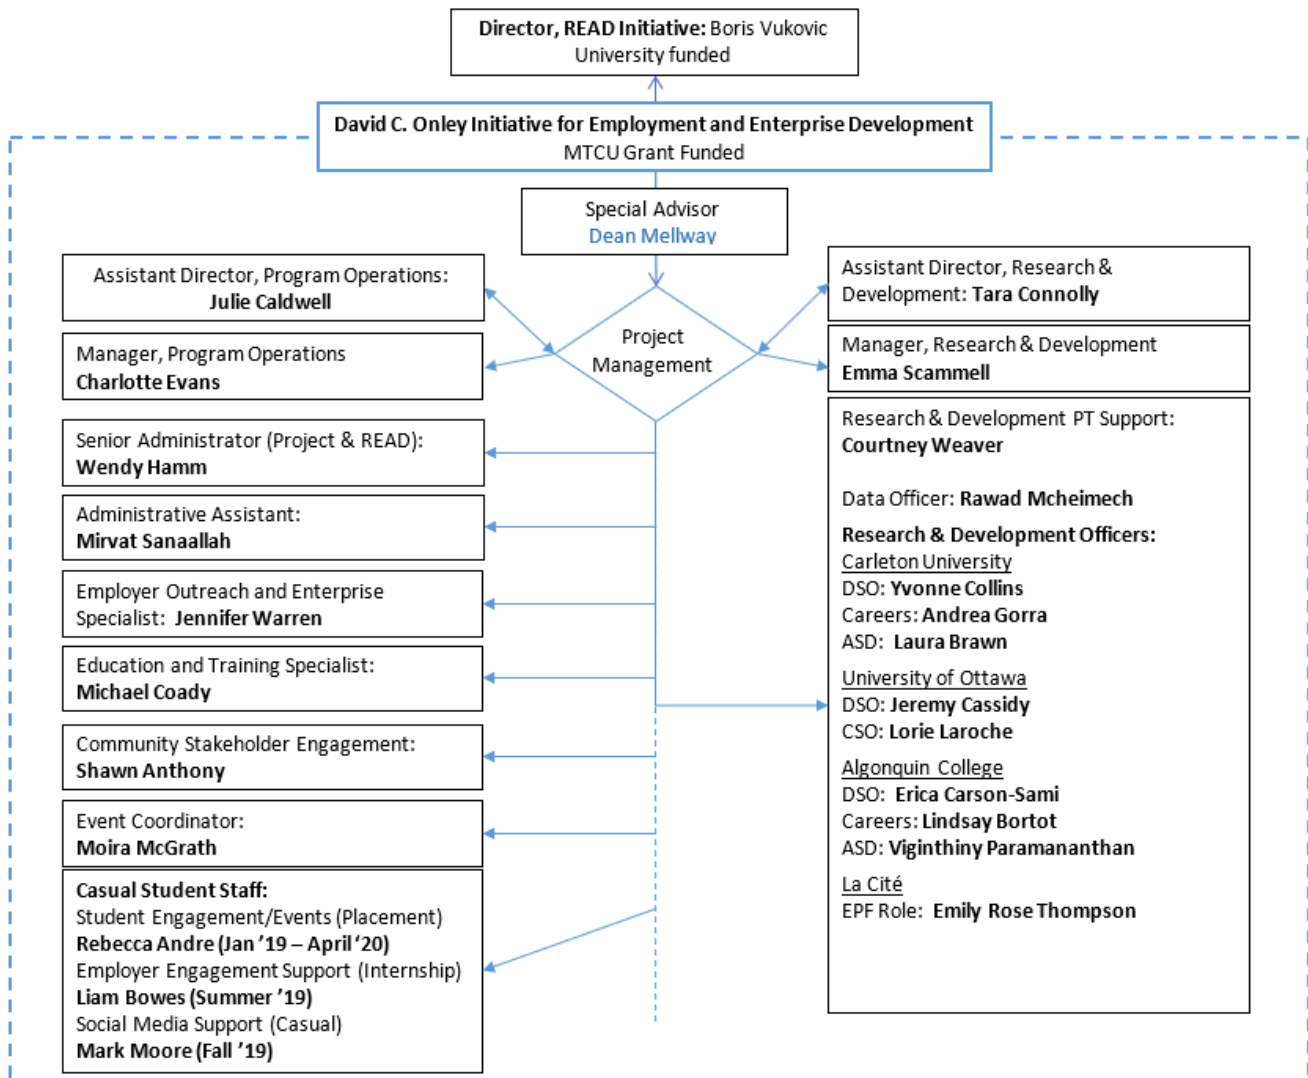 Director, READ Initiative: Boris Vukovic
University funded
David C. Onley Initiative for Employment and Enterprise Development
MTCU Grant Funded
Special Advisor
Dean Mellway
Assistant Director, Program Operations:
Julie Caldwell
Manager, Program Operations
Charlotte Evans
Project
Management
Assistant Director, Research &
Development: Tara Connolly
Manager, Research & Development
Emma Scammell
Senior Administrator (Project & READ):
Wendy Hamm
Administrative Assistant:
Mirvat Sanaallah
Employer Outreach and Enterprise
Specialist: Jennifer Warren
Education and Training Specialist:
Michael Coady
Community Stakeholder Engagement:
Shawn Anthony
Event Coordinator:
Moira McGrath
Casual Student Staff:
Student Engagement/Events (Placement)
Rebecca Andre (Jan ’19 – April ‘20)
Employer Engagement Support (Internship)
Liam Bowes (Summer ’19)
Social Media Support (Casual)
Mark Moore (Fall ’19)
Research & Development PT Support:
Courtney Weaver
Data Officer: Rawad Mcheimech
Research & Development Officers:
Carleton University
DSO: Yvonne Collins
Careers: Andrea Gorra
ASD: Laura Brawn
University of Ottawa
DSO: Jeremy Cassidy
CSO: Lorie Laroche
Algonquin College
DSO: Erica Carson-Sami
Careers: Lindsay Bortot
ASD: Viginthiny Paramananthan
La Cité
EPF Role: Emily Rose Thompson